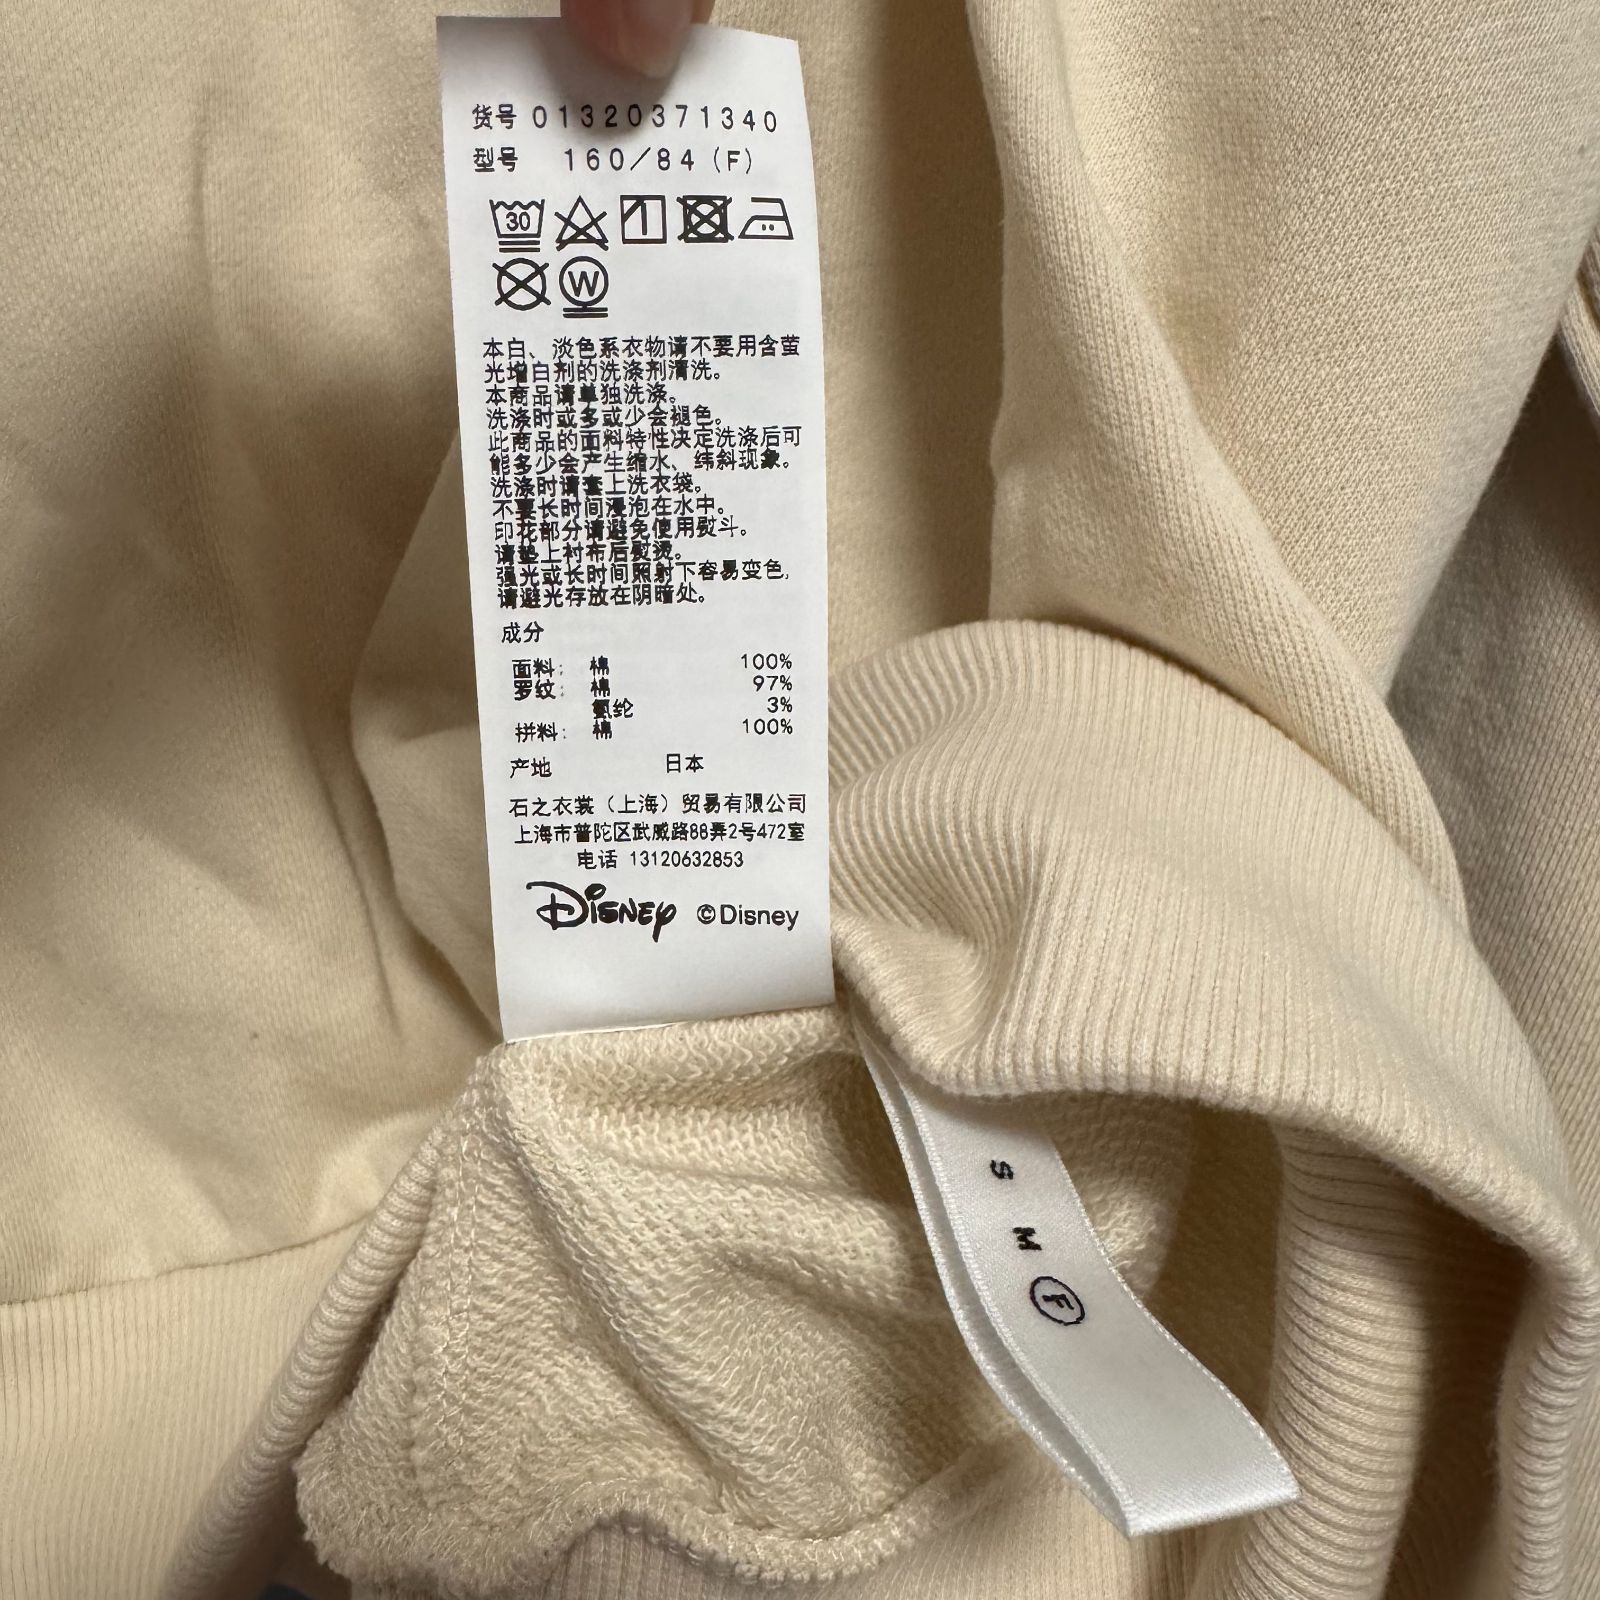 货号 01320371340
型号 160/84(F)
30
W
本白、淡色系衣物请不要用含萤
光增白剂的洗涤剂清洗。
本商品请单独洗涤。
洗涤时或多或少会褪色。
此商品的面料特性决定洗涤后可
能多少会产生缩水、纬斜现象。
洗涤时请套上洗衣袋。
不要长时间浸泡在水中。
印花部分请避免使用熨斗。
请垫上衬布后熨烫。
强光或长时间照射下容易变色,
请避光存放在阴暗处。
成分
面料: 棉 100%
罗纹: 棉 97%
氨纶 3%
拼料: 棉 100%
产地 日本
石之衣裳(上海)贸易有限公司
上海市普陀区武威路88弄2号472室
电话 13120632853
Disney ©Disney
S M F